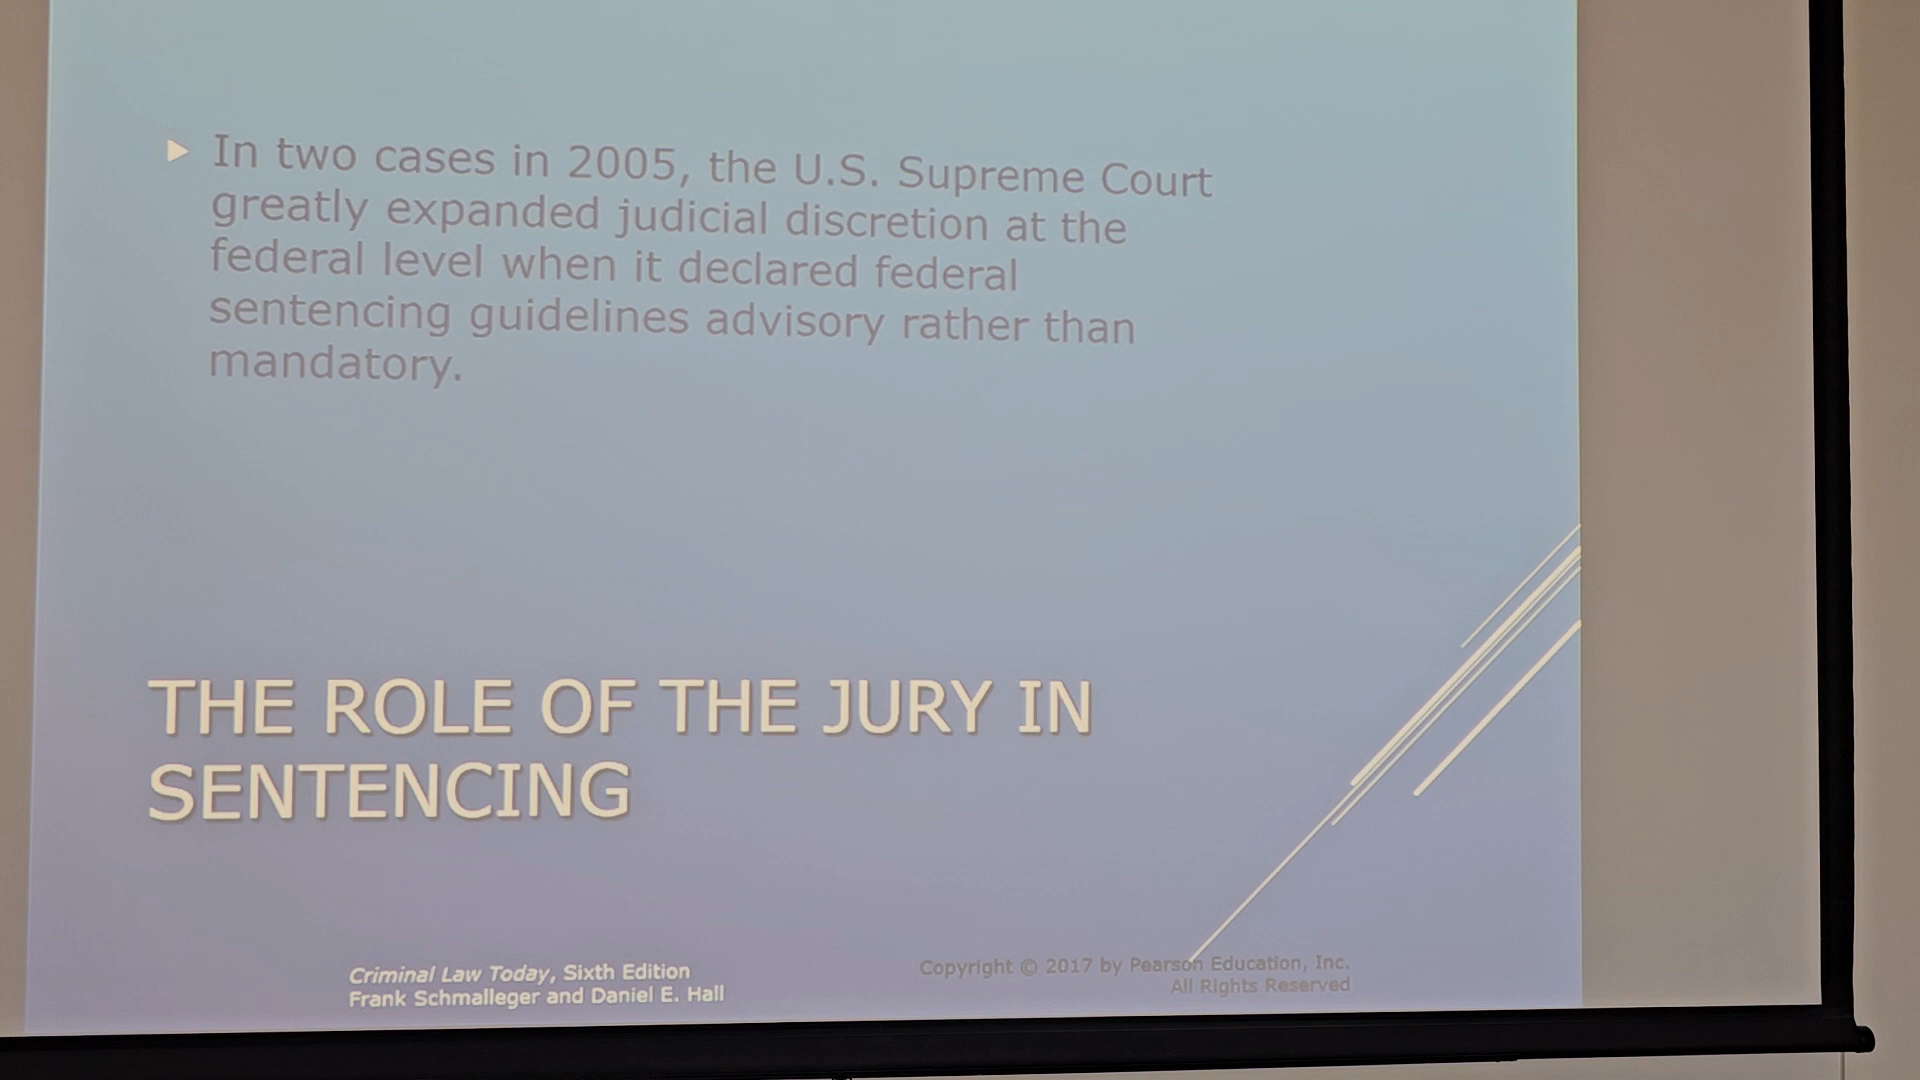 In two cases in 2005, the U.S. Supreme Court
greatly expanded judicial discretion at the
federal level when it declared federal
sentencing guidelines advisory rather than
mandatory.
THE ROLE OF THE JURY IN
SENTENCING
Criminal Law Today, Sixth Edition
Frank Schmalleger and Daniel E. Hall
Copyright © 2017 by Pearson Education, Inc.
All Rights Reserved